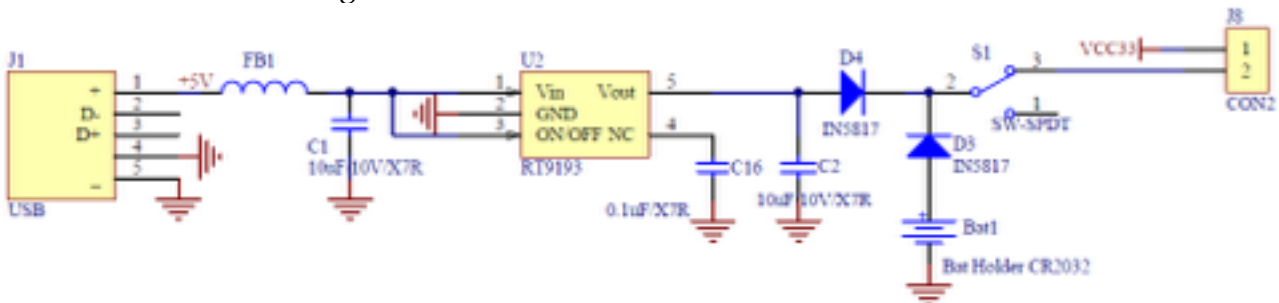 J8
J1
FB1
U2
D4
S1
VCC33
1
2
CON2
+
D-
D+
–
1
2
3
4
5
+5V
USB
C1
10uF/10V/X7R
1
2
3
Vin Vout
GND
ON/OFF NC
5
4
RT9193
C16
0.1uF/X7R
C2
10uF/10V/X7R
IN5817
2
3
1
SW-SPDT
D3
IN5817
+
Bat1
Bat Holder CR2032